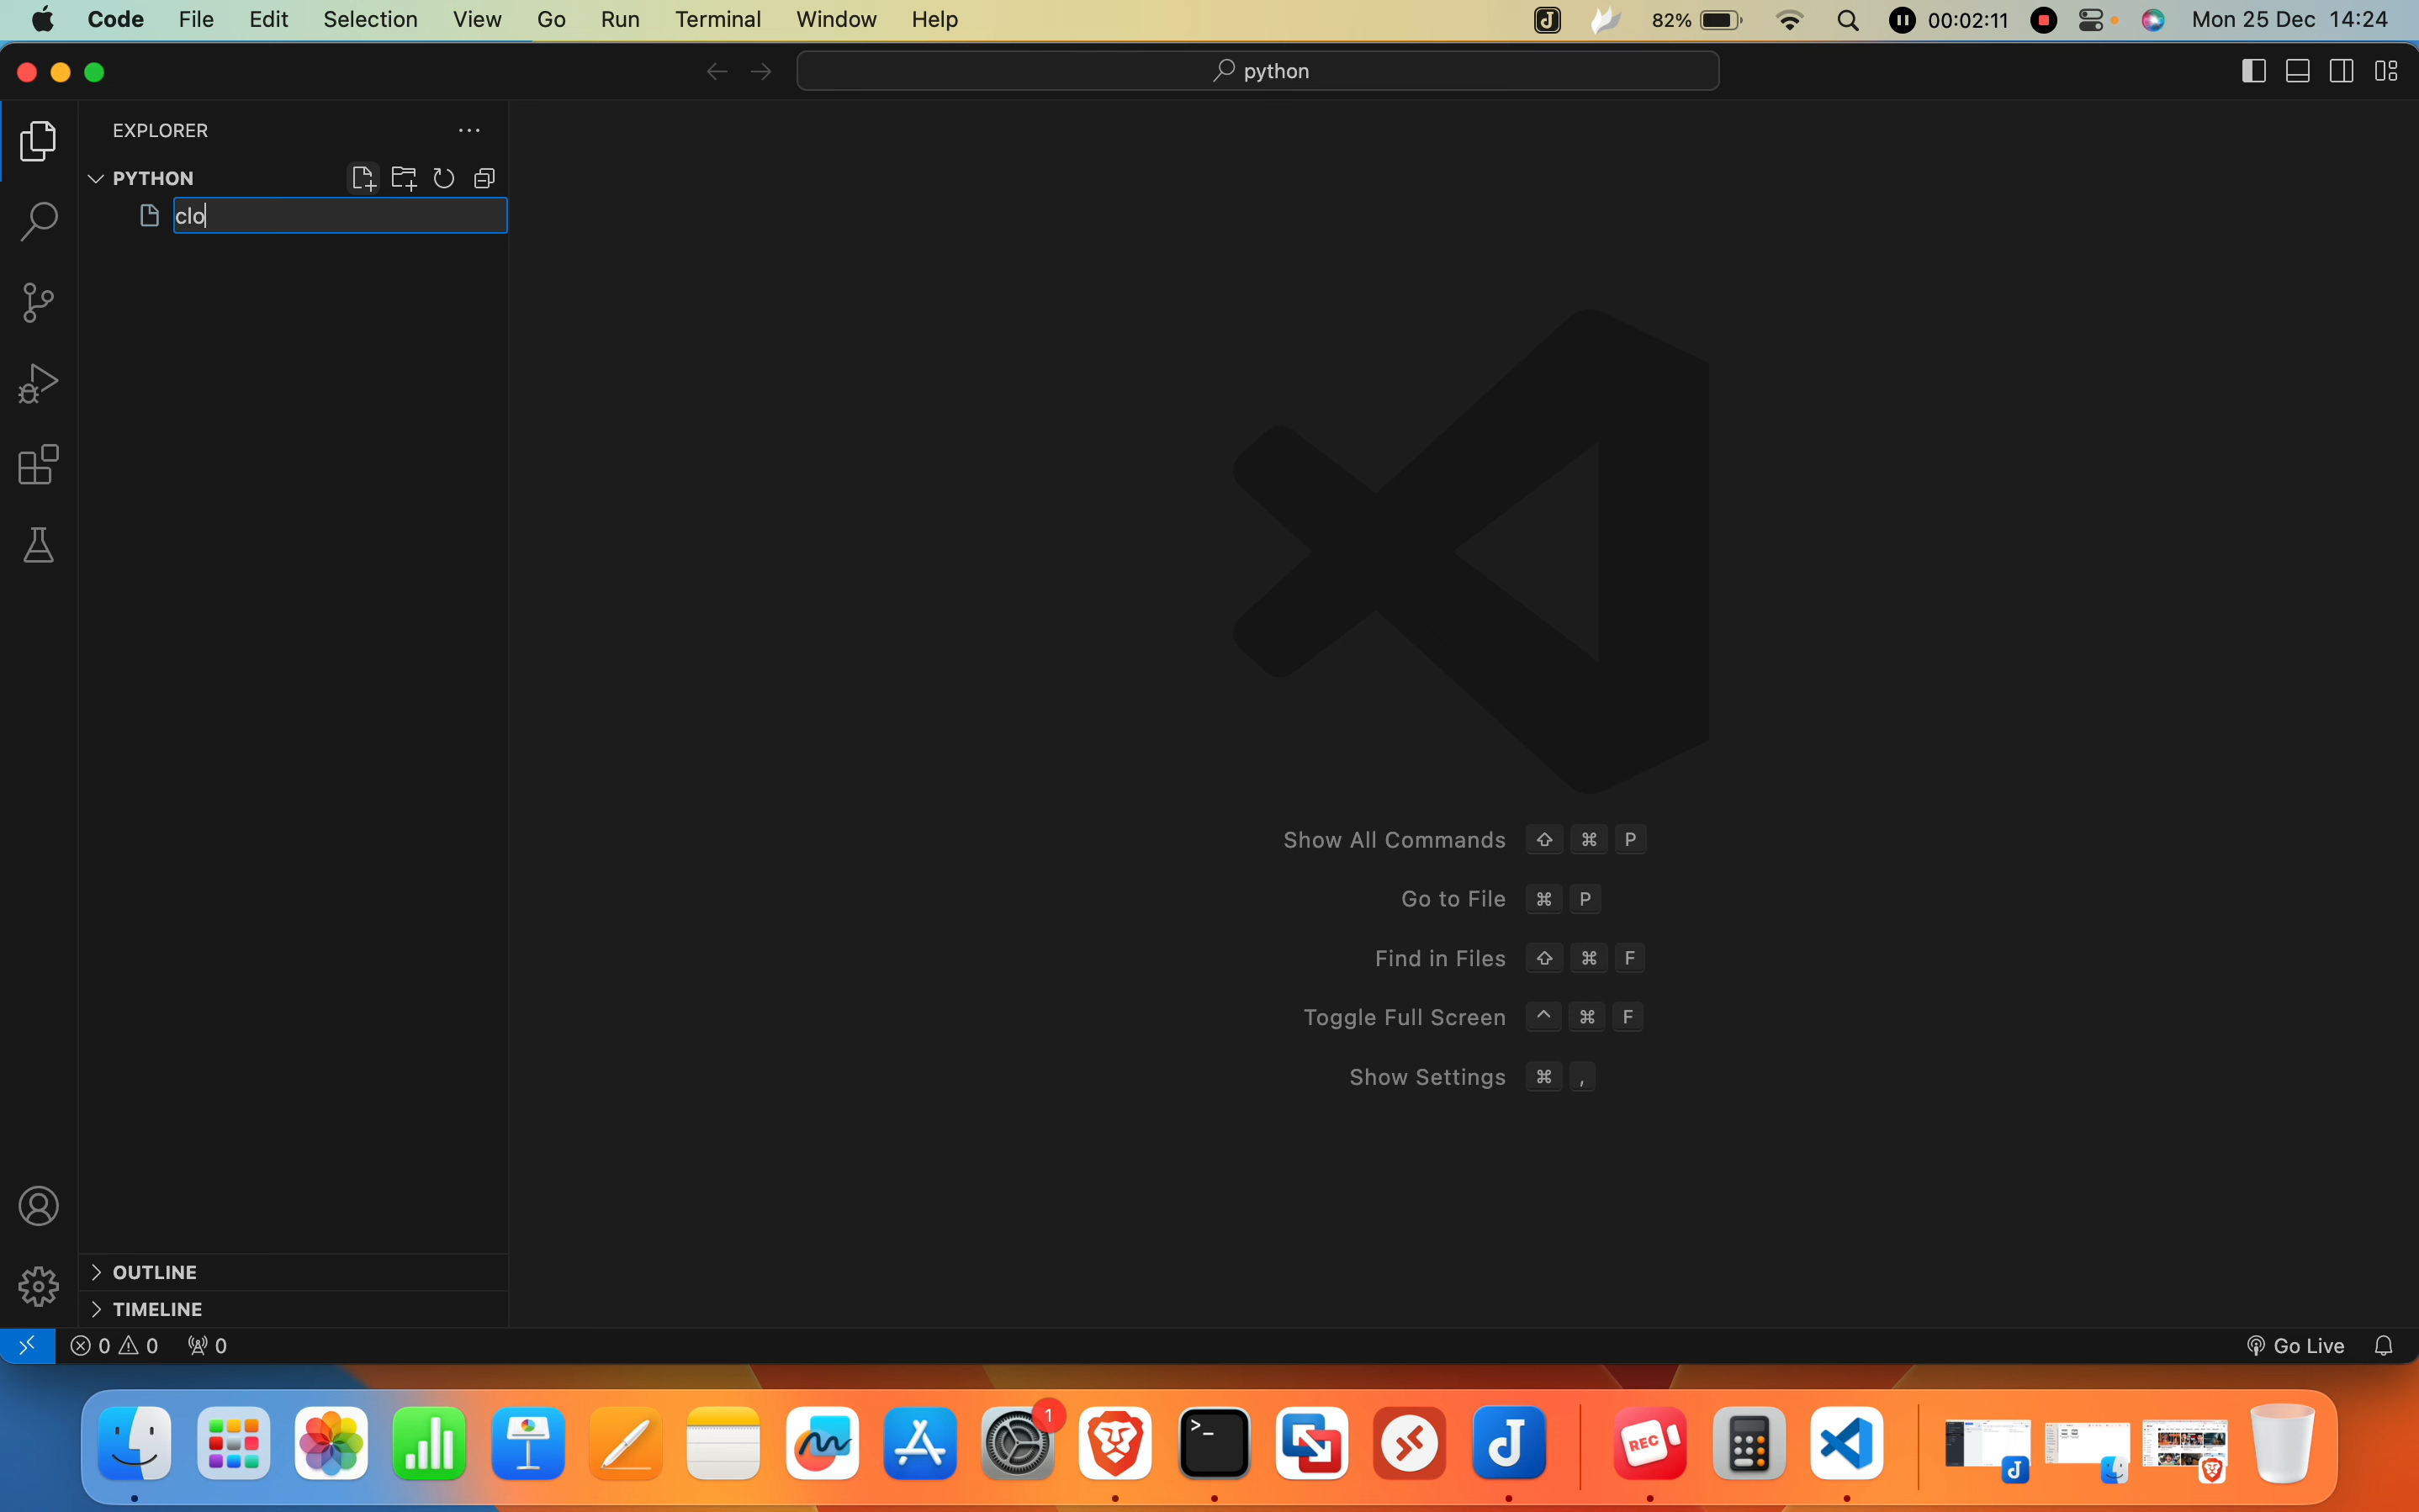 Code File Edit Selection View Go Run Terminal Window Help 82% 00:02:11 Mon 25 Dec 14:24
python
EXPLORER
PYTHON
clo
Show All Commands ⇧ ⌘ P
Go to File ⌘ P
Find in Files ⇧ ⌘ F
Toggle Full Screen ^ ⌘ F
Show Settings ⌘ ,
OUTLINE
TIMELINE
0 0 0 Go Live
1
>_
REC